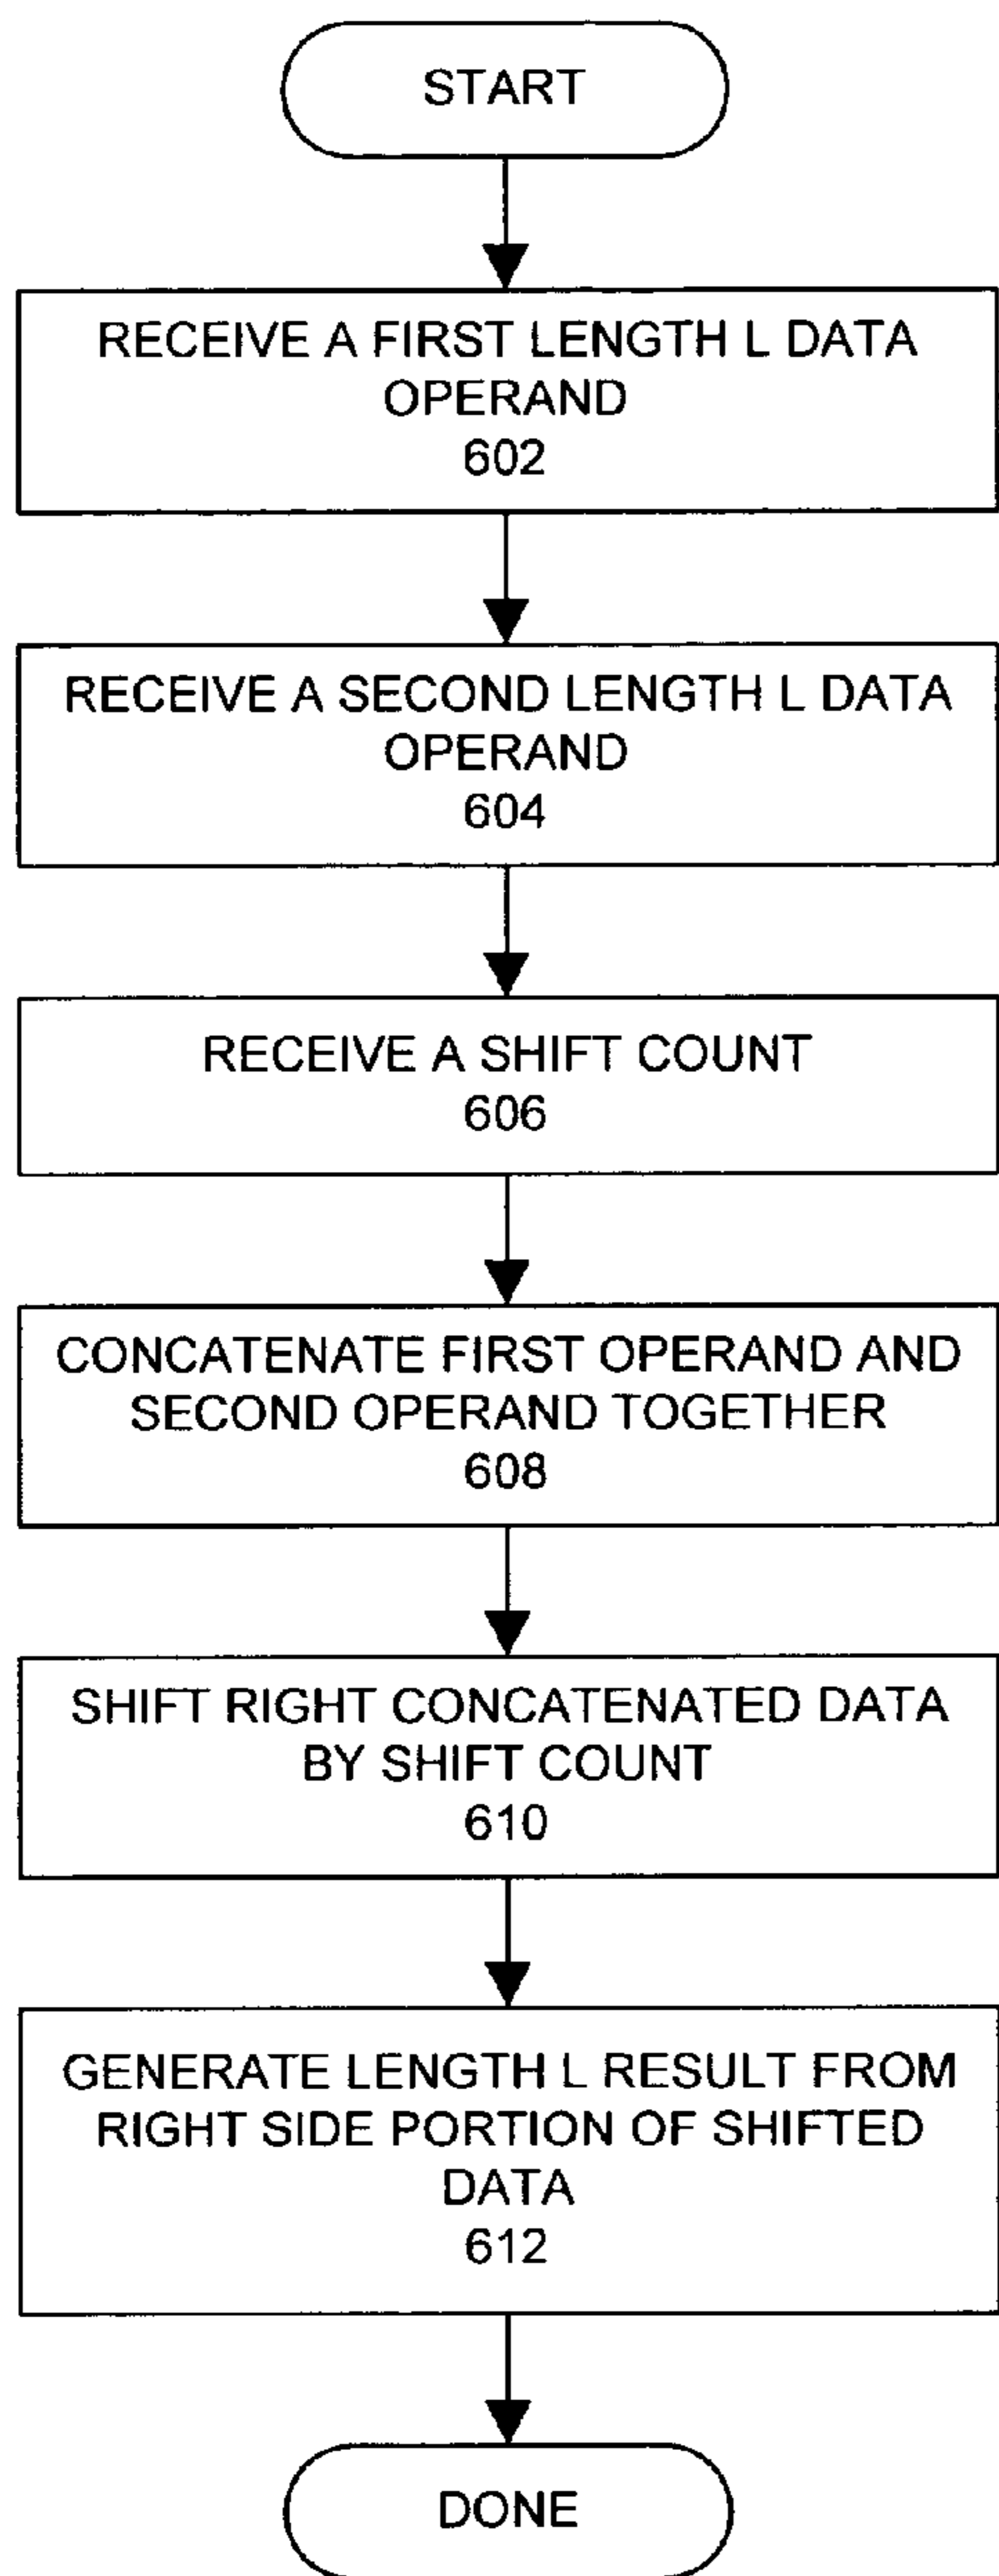 START
RECEIVE A FIRST LENGTH L DATA
OPERAND
602
RECEIVE A SECOND LENGTH L DATA
OPERAND
604
RECEIVE A SHIFT COUNT
606
CONCATENATE FIRST OPERAND AND
SECOND OPERAND TOGETHER
608
SHIFT RIGHT CONCATENATED DATA
BY SHIFT COUNT
610
GENERATE LENGTH L RESULT FROM
RIGHT SIDE PORTION OF SHIFTED
DATA
612
DONE